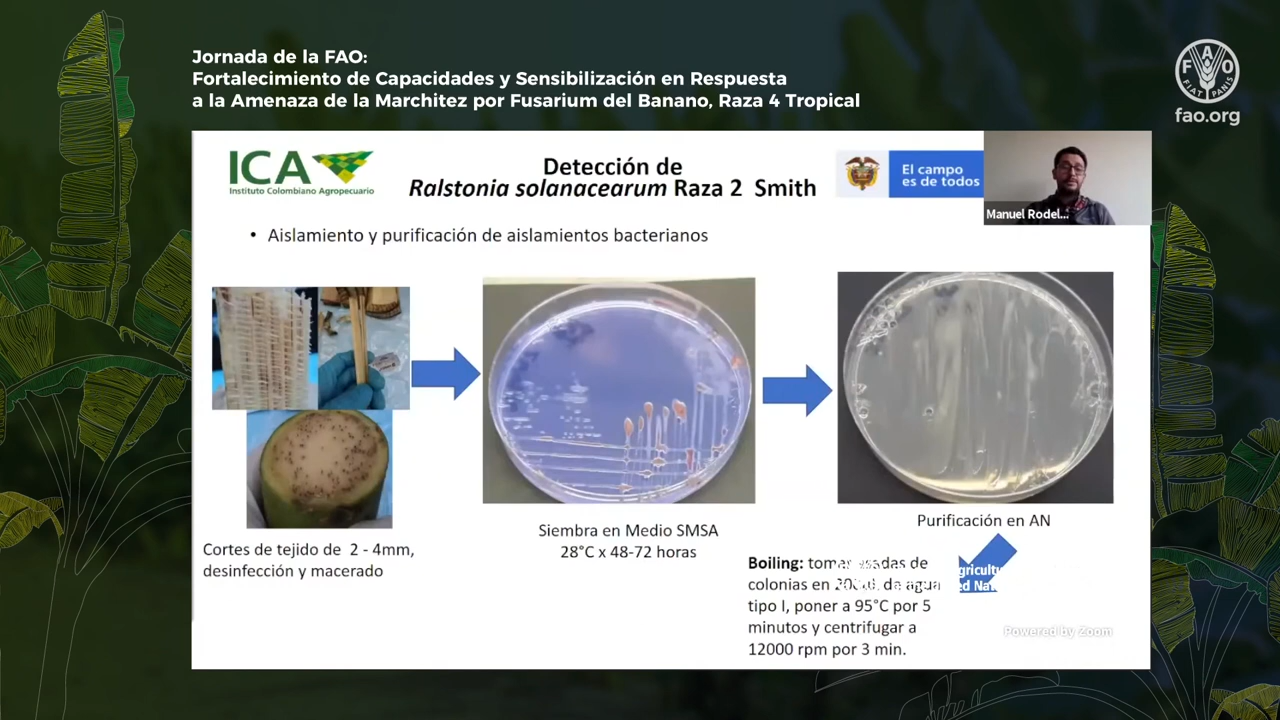 Jornada de la FAO:
Fortalecimiento de Capacidades y Sensibilización en Respuesta
a la Amenaza de la Marchitez por Fusarium del Banano, Raza 4 Tropical
FAO
FIAT PANIS
fao.org
ICA
Instituto Colombiano Agropecuario
Detección de
Ralstonia solanacearum Raza 2 Smith
El campo
es de todos
Manuel Rodel...
• Aislamiento y purificación de aislamientos bacterianos
Cortes de tejido de 2 - 4mm,
desinfección y macerado
Siembra en Medio SMSA
28°C x 48-72 horas
Purificación en AN
Boiling: tomar de
colonias en de agua
tipo I, poner a 95°C por 5
minutos y centrifugar a
12000 rpm por 3 min.
Powered by Zoom